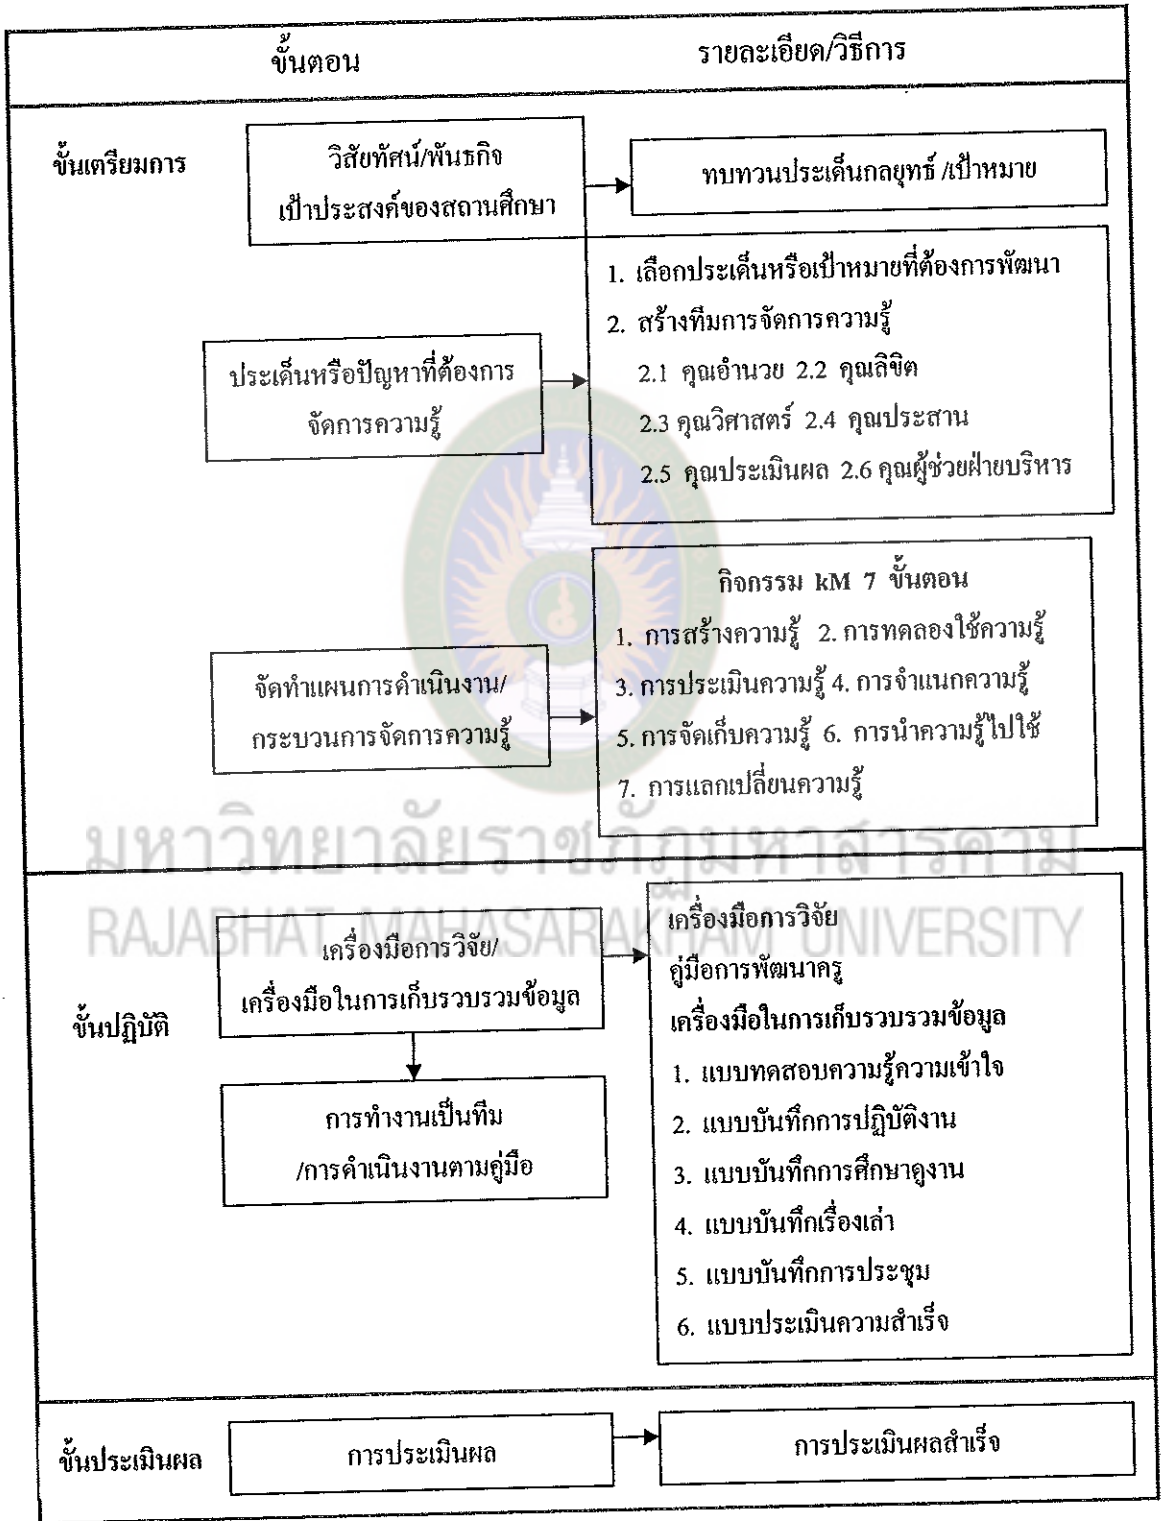 ขั้นตอน รายละเอียด/วิธีการ
ขั้นเตรียมการ
วิสัยทัศน์/พันธกิจ
เป้าประสงค์ของสถานศึกษา
ทบทวนประเด็นกลยุทธ์ /เป้าหมาย
ประเด็นหรือปัญหาที่ต้องการ
จัดการความรู้
1. เลือกประเด็นหรือเป้าหมายที่ต้องการพัฒนา
2. สร้างทีมการจัดการความรู้
2.1 คุณอำนวย 2.2 คุณลิขิต
2.3 คุณวิศาสตร์ 2.4 คุณประสาน
2.5 คุณประเมินผล 2.6 คุณผู้ช่วยฝ่ายบริหาร
จัดทำแผนการดำเนินงาน/
กระบวนการจัดการความรู้
กิจกรรม kM 7 ขั้นตอน
1. การสร้างความรู้ 2. การทดลองใช้ความรู้
3. การประเมินความรู้ 4. การจำแนกความรู้
5. การจัดเก็บความรู้ 6. การนำความรู้ไปใช้
7. การแลกเปลี่ยนความรู้
มหาวิทยาลัยราชภัฏมหาสารคาม
RAJABHAT MAHASARAKHAM UNIVERSITY
ขั้นปฏิบัติ
เครื่องมือการวิจัย/
เครื่องมือในการเก็บรวบรวมข้อมูล
การทำงานเป็นทีม
/การดำเนินงานตามคู่มือ
เครื่องมือการวิจัย
คู่มือการพัฒนาครู
เครื่องมือในการเก็บรวบรวมข้อมูล
1. แบบทดสอบความรู้ความเข้าใจ
2. แบบบันทึกการปฏิบัติงาน
3. แบบบันทึกการศึกษาดูงาน
4. แบบบันทึกเรื่องเล่า
5. แบบบันทึกการประชุม
6. แบบประเมินความสำเร็จ
ขั้นประเมินผล
การประเมินผล
การประเมินผลสำเร็จ